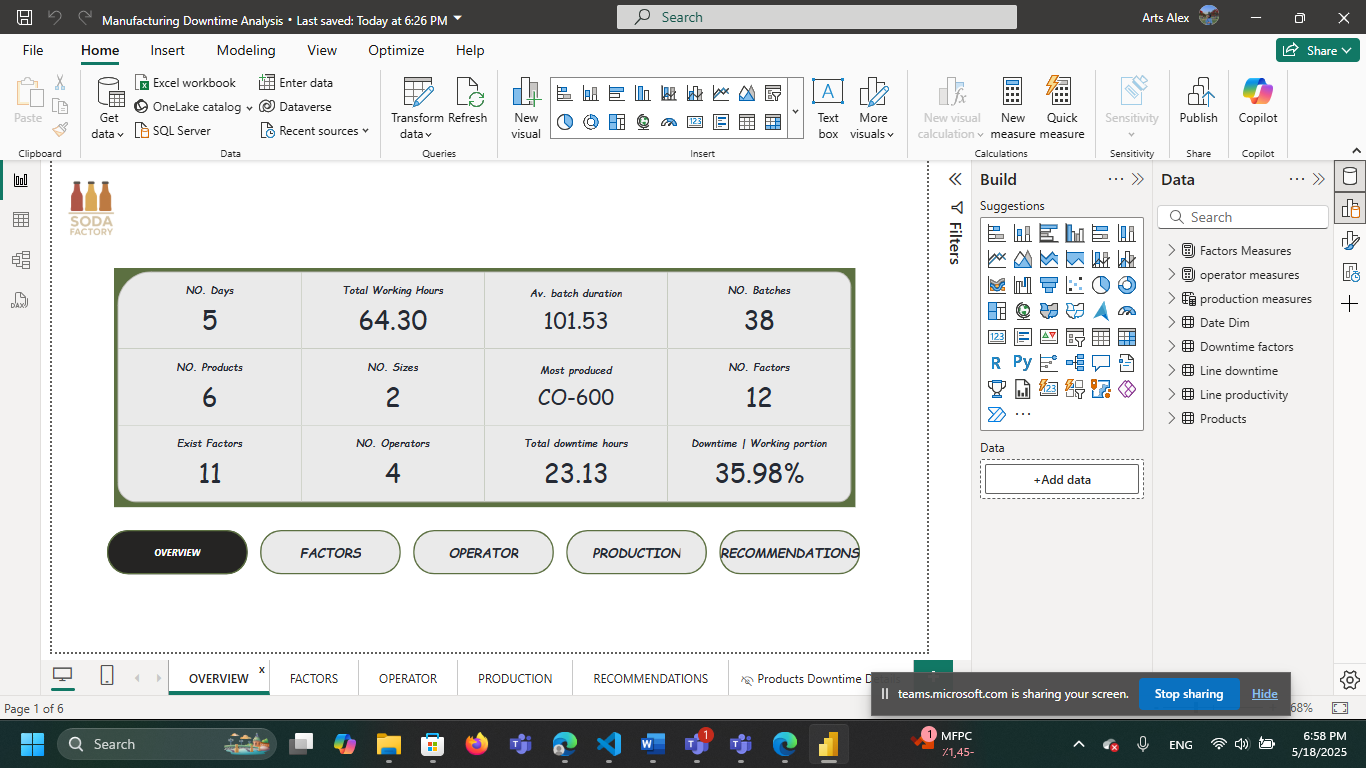 Manufacturing Downtime Analysis • Last saved: Today at 6:26 PM
Search
Arts Alex
File Home Insert Modeling View Optimize Help
Share
Paste
Clipboard
Get data
Excel workbook
OneLake catalog
SQL Server
Enter data
Dataverse
Recent sources
Data
Transform data
Refresh
Queries
New visual
Text box
More visuals
Insert
New visual calculation
New measure
Quick measure
Calculations
Sensitivity
Sensitivity
Publish
Share
Copilot
Copilot
SODA
FACTORY
NO. Days
5
Total Working Hours
64.30
Av. batch duration
101.53
NO. Batches
38
NO. Products
6
NO. Sizes
2
Most produced
CO-600
NO. Factors
12
Exist Factors
11
NO. Operators
4
Total downtime hours
23.13
Downtime | Working portion
35.98%
OVERVIEW FACTORS OPERATOR PRODUCTION RECOMMENDATIONS
Filters
Build
Suggestions
R Py
123
Data
+Add data
Data
Search
Factors Measures
operator measures
production measures
Date Dim
Downtime factors
Line downtime
Line productivity
Products
OVERVIEW x FACTORS OPERATOR PRODUCTION RECOMMENDATIONS Products Downtime Details
teams.microsoft.com is sharing your screen. Stop sharing Hide
Page 1 of 6
68%
Search
1
1
MFPC
٪1,45-
ENG
6:58 PM
5/18/2025